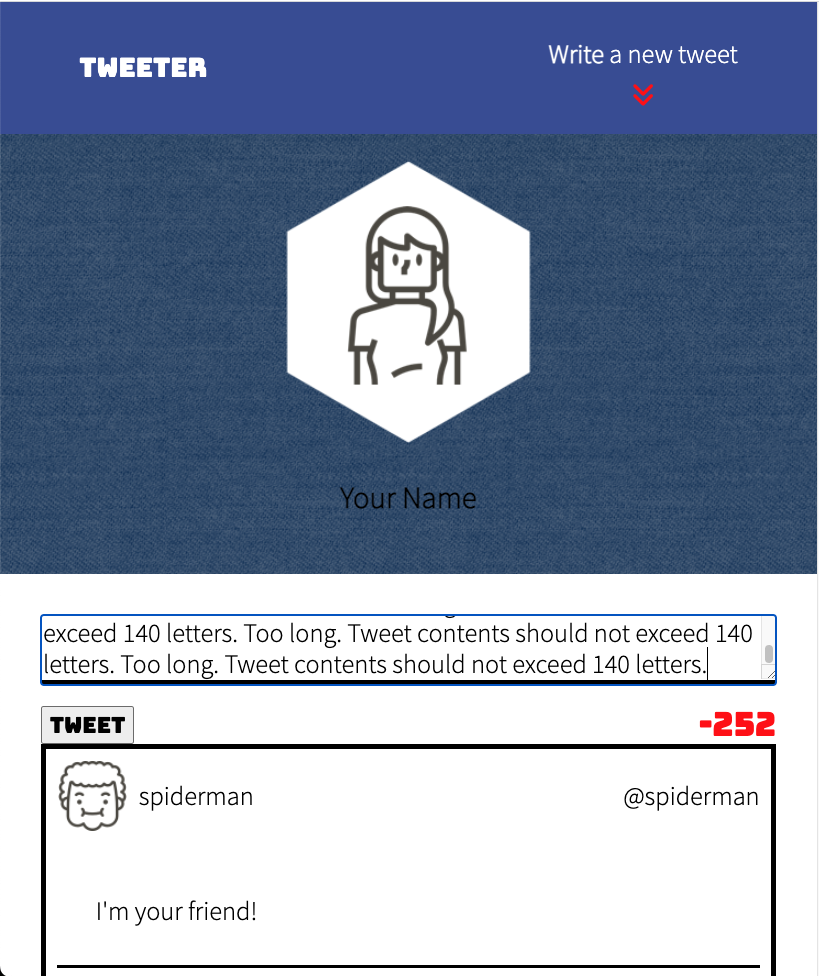 TWEETER
Write a new tweet
Your Name
exceed 140 letters. Too long. Tweet contents should not exceed 140
letters. Too long. Tweet contents should not exceed 140 letters.
TWEET
-252
spiderman
@spiderman
I'm your friend!